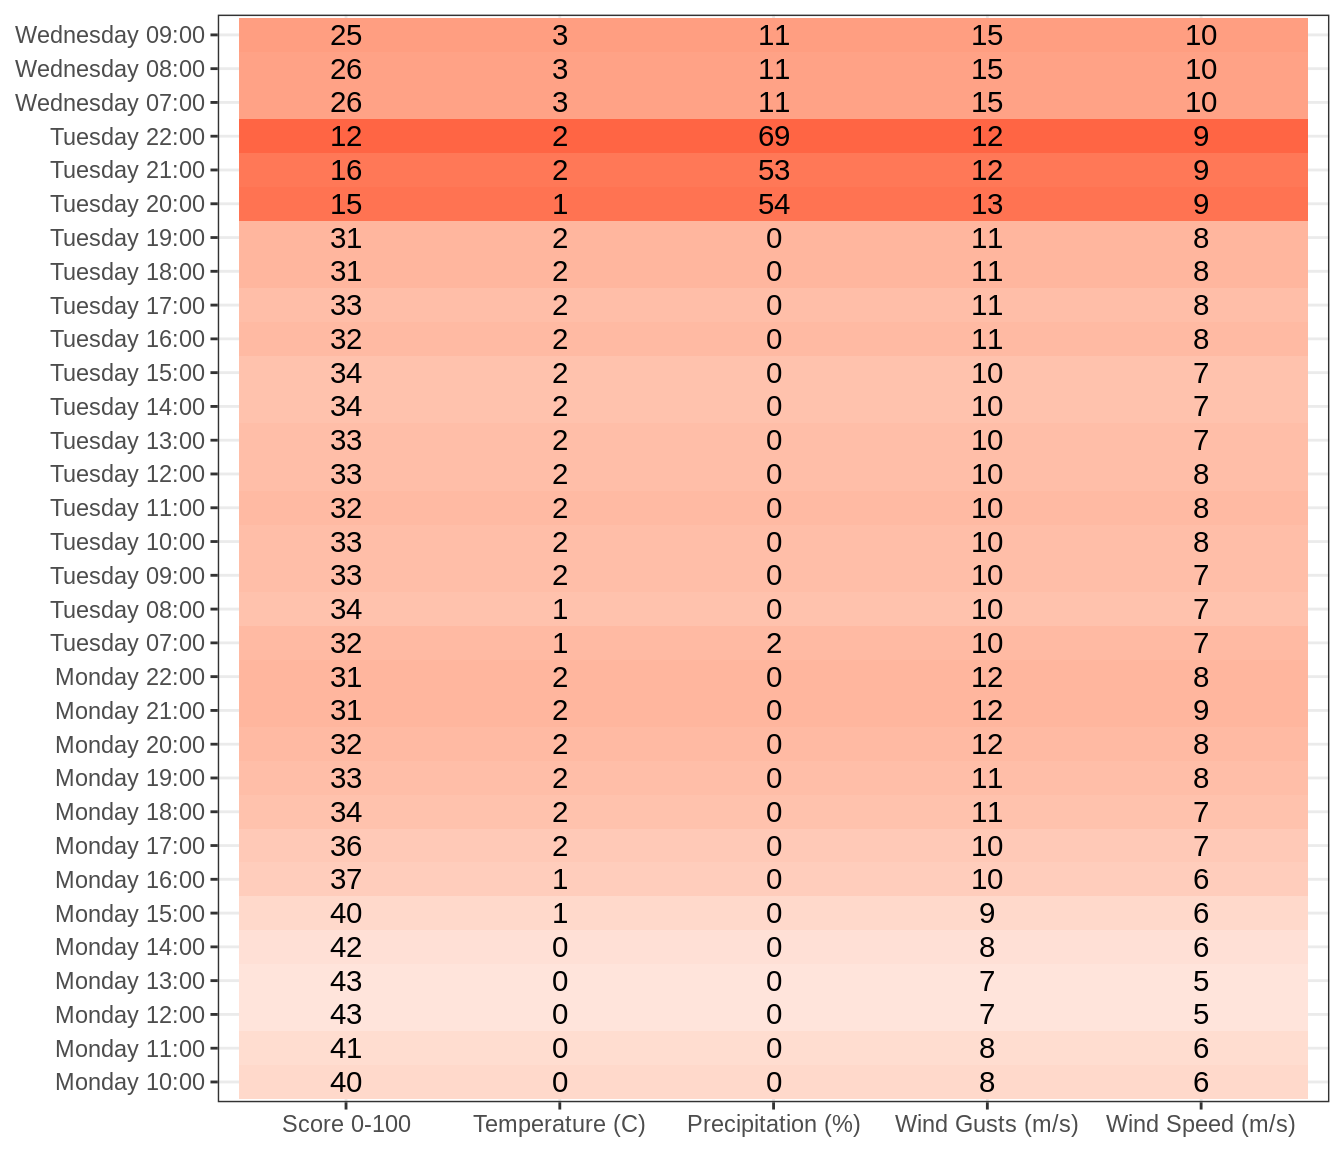 Wednesday 09:00 25 3 11 15 10
Wednesday 08:00 26 3 11 15 10
Wednesday 07:00 26 3 11 15 10
Tuesday 22:00 12 2 69 12 9
Tuesday 21:00 16 2 53 12 9
Tuesday 20:00 15 1 54 13 9
Tuesday 19:00 31 2 0 11 8
Tuesday 18:00 31 2 0 11 8
Tuesday 17:00 33 2 0 11 8
Tuesday 16:00 32 2 0 11 8
Tuesday 15:00 34 2 0 10 7
Tuesday 14:00 34 2 0 10 7
Tuesday 13:00 33 2 0 10 7
Tuesday 12:00 33 2 0 10 8
Tuesday 11:00 32 2 0 10 8
Tuesday 10:00 33 2 0 10 8
Tuesday 09:00 33 2 0 10 7
Tuesday 08:00 34 1 0 10 7
Tuesday 07:00 32 1 2 10 7
Monday 22:00 31 2 0 12 8
Monday 21:00 31 2 0 12 9
Monday 20:00 32 2 0 12 8
Monday 19:00 33 2 0 11 8
Monday 18:00 34 2 0 11 7
Monday 17:00 36 2 0 10 7
Monday 16:00 37 1 0 10 6
Monday 15:00 40 1 0 9 6
Monday 14:00 42 0 0 8 6
Monday 13:00 43 0 0 7 5
Monday 12:00 43 0 0 7 5
Monday 11:00 41 0 0 8 6
Monday 10:00 40 0 0 8 6
Score 0-100 Temperature (C) Precipitation (%) Wind Gusts (m/s) Wind Speed (m/s)